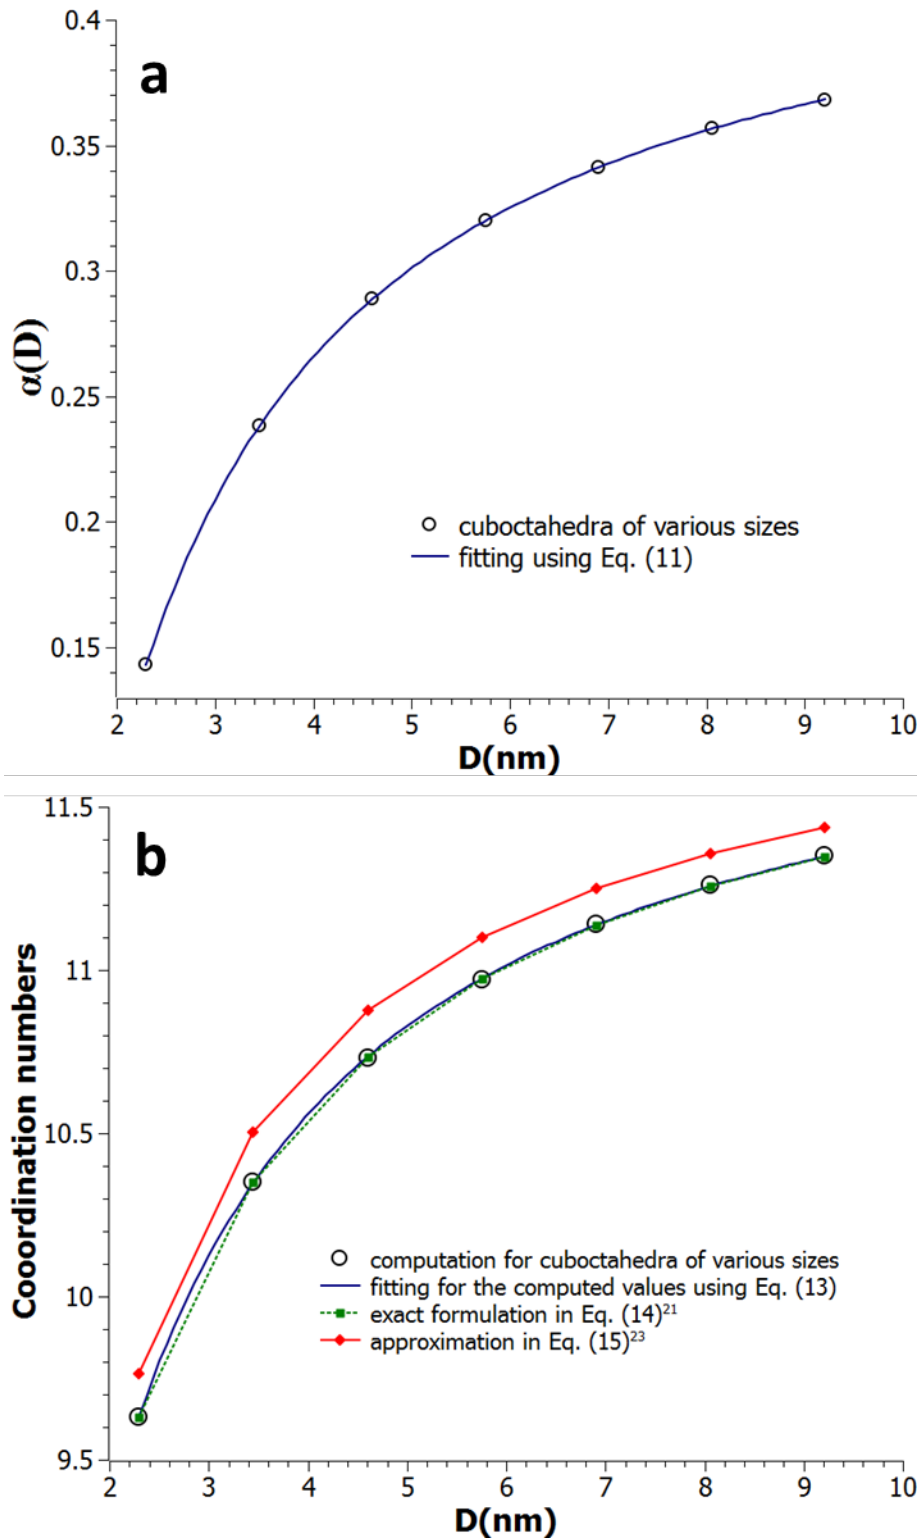 a
0.4
0.35
0.3
0.25
0.2
0.15
α(D)
cuboctahedra of various sizes
fitting using Eq. (11)
2 3 4 5 6 7 8 9 10
D(nm)
b
11.5
11
10.5
10
9.5
Cooordination numbers
computation for cuboctahedra of various sizes
fitting for the computed values using Eq. (13)
exact formulation in Eq. (14)²¹
approximation in Eq. (15)²³
2 3 4 5 6 7 8 9 10
D(nm)